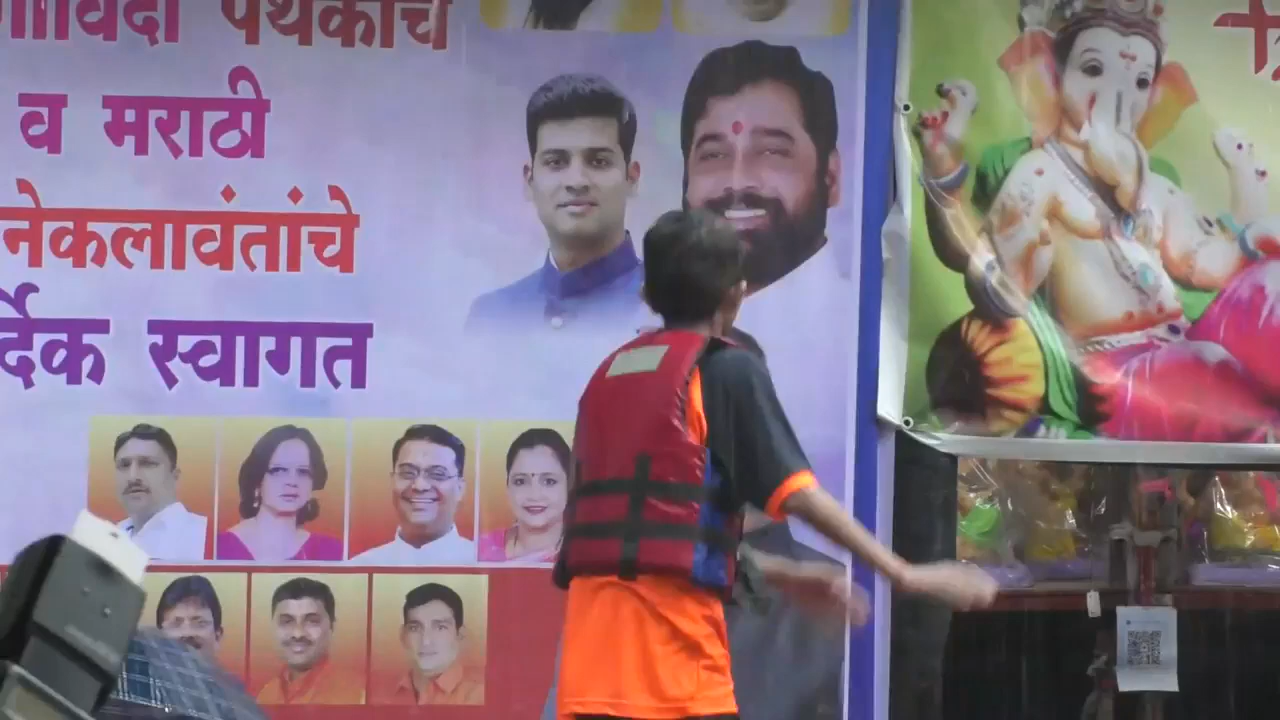 गोविंदा पथकांचे
व मराठी
नेकलावंतांचे
र्दिक स्वागत